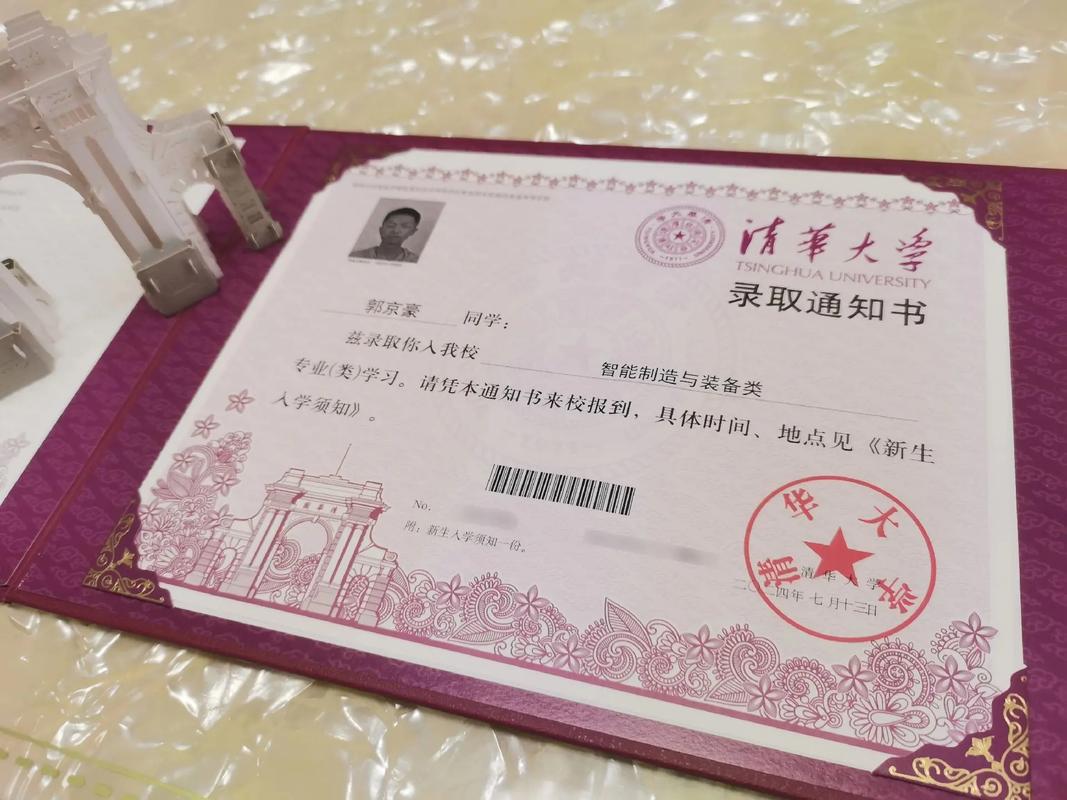 清華大学
TSINGHUA UNIVERSITY
录取通知书
郭京豪 同学：
兹录取你入我校 智能制造与装备类
专业(类)学习。请凭本通知书来校报到，具体时间、地点见《新生
入学须知》。
No:
附：新生入学须知一份。
清华大学
清华大学
二〇二四年七月十三日